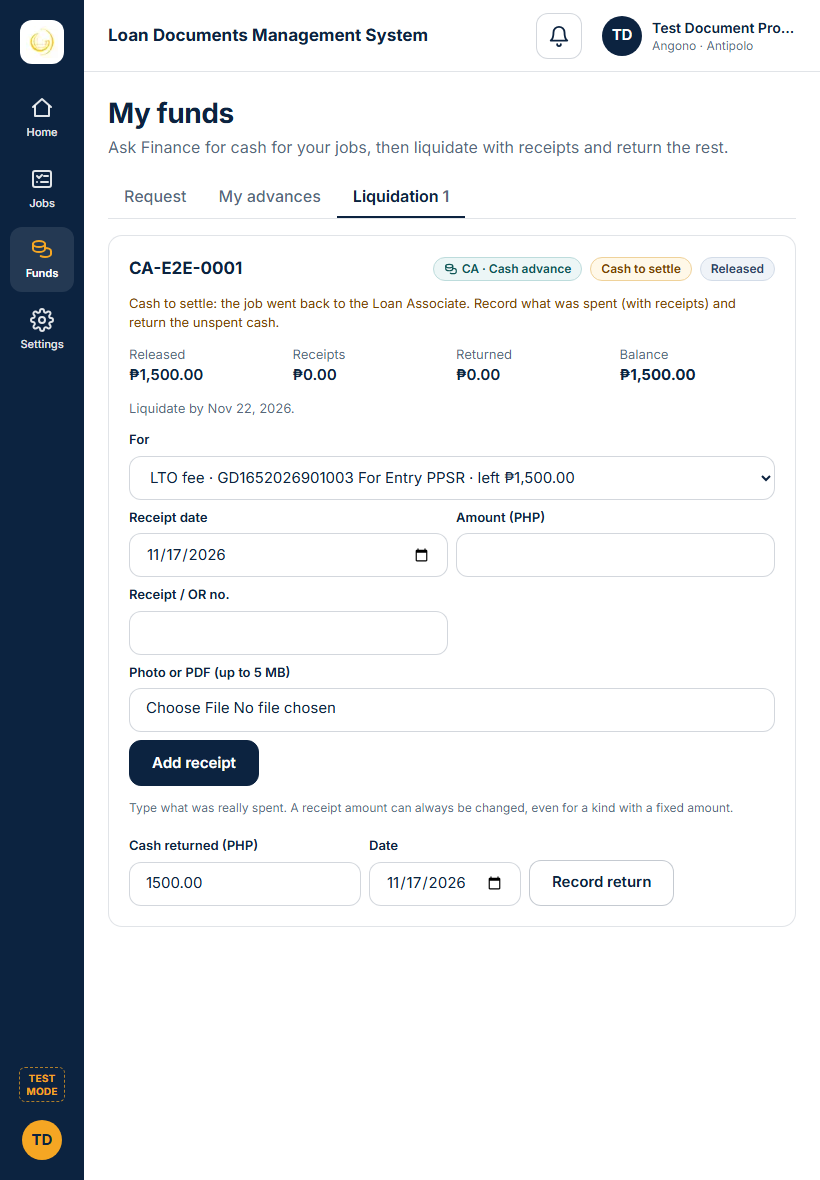 Loan Documents Management System
TD
Test Document Pro...
Angono · Antipolo
Home
Jobs
Funds
Settings
TEST
MODE
TD
My funds
Ask Finance for cash for your jobs, then liquidate with receipts and return the rest.
Request
My advances
Liquidation 1
CA-E2E-0001
CA · Cash advance
Cash to settle
Released
Cash to settle: the job went back to the Loan Associate. Record what was spent (with receipts) and
return the unspent cash.
Released
Receipts
Returned
Balance
₱1,500.00
₱0.00
₱0.00
₱1,500.00
Liquidate by Nov 22, 2026.
For
LTO fee · GD1652026901003 For Entry PPSR · left ₱1,500.00
Receipt date
Amount (PHP)
11/17/2026
Receipt / OR no.
Photo or PDF (up to 5 MB)
Choose File No file chosen
Add receipt
Type what was really spent. A receipt amount can always be changed, even for a kind with a fixed amount.
Cash returned (PHP)
Date
1500.00
11/17/2026
Record return